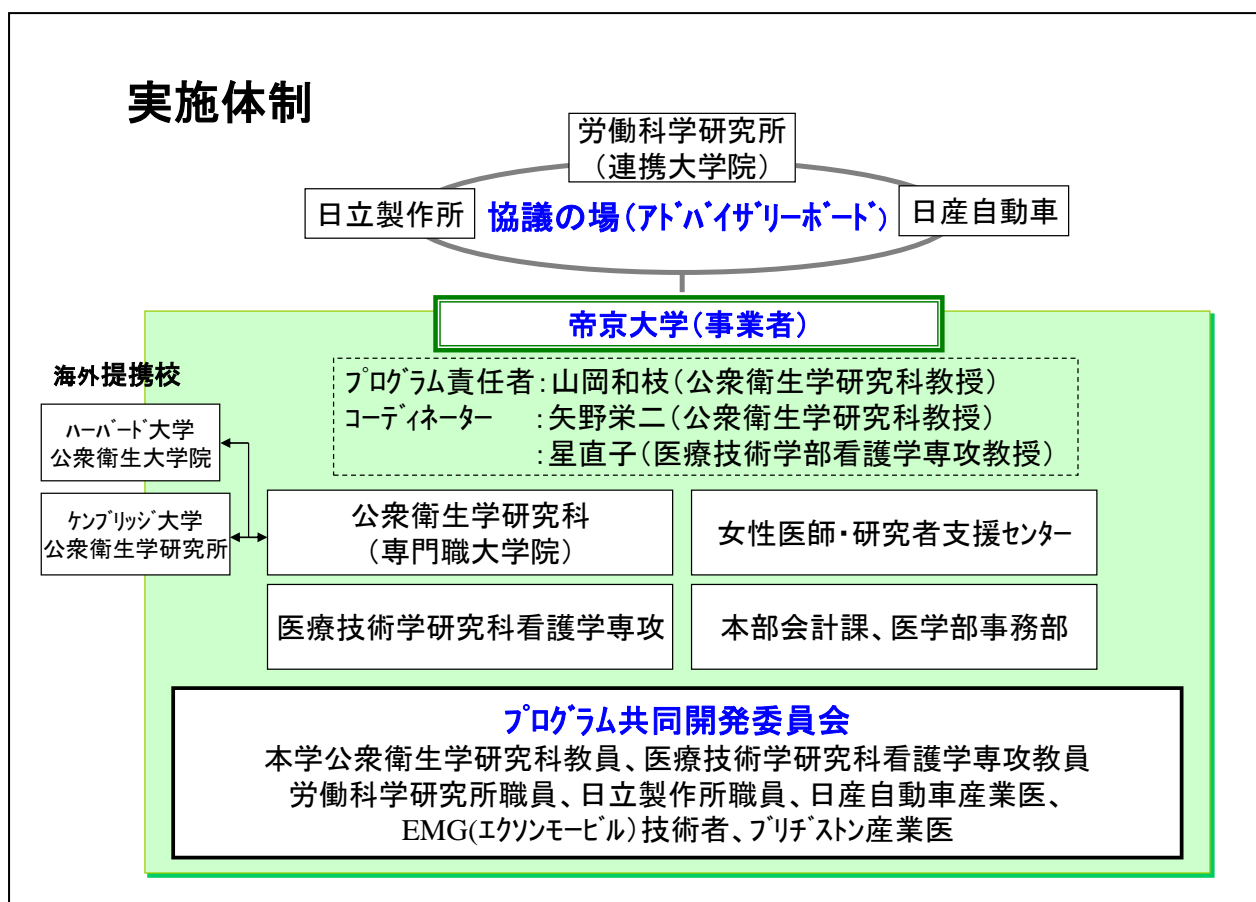 実施体制
労働科学研究所
（連携大学院）
日立製作所
協議の場（ｱﾄﾞﾊﾞｲｻﾞﾘｰﾎﾞｰﾄﾞ）
日産自動車
帝京大学（事業者）
プログラム責任者：山岡和枝（公衆衛生学研究科教授）
コーディネーター　：矢野栄二（公衆衛生学研究科教授）
：星直子（医療技術学部看護学専攻教授）
海外提携校
ﾊｰﾊﾞｰﾄﾞ大学
公衆衛生大学院
ｹﾝﾌﾞﾘｯｼﾞ大学
公衆衛生学研究所
公衆衛生学研究科
（専門職大学院）
女性医師・研究者支援ｾﾝﾀｰ
医療技術学研究科看護学専攻
本部会計課、医学部事務部
ﾌﾟﾛｸﾞﾗﾑ共同開発委員会
本学公衆衛生学研究科教員、医療技術学研究科看護学専攻教員
労働科学研究所職員、日立製作所職員、日産自動車産業医、
EMG(ｴｸｿﾝﾓｰﾋﾞﾙ）技術者、ﾌﾞﾘﾁﾞｽﾄﾝ産業医